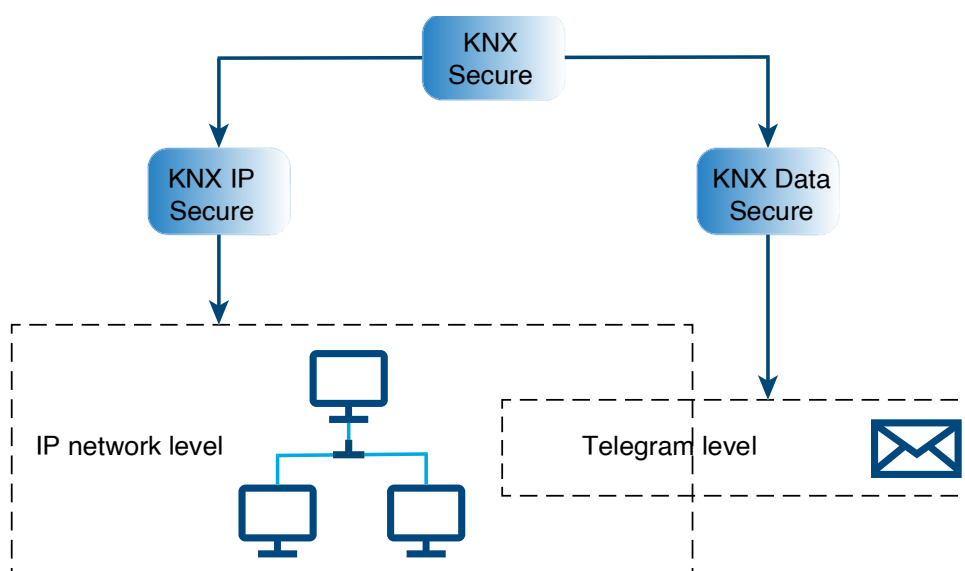 KNX
Secure
KNX IP
Secure
KNX Data
Secure
IP network level
Telegram level